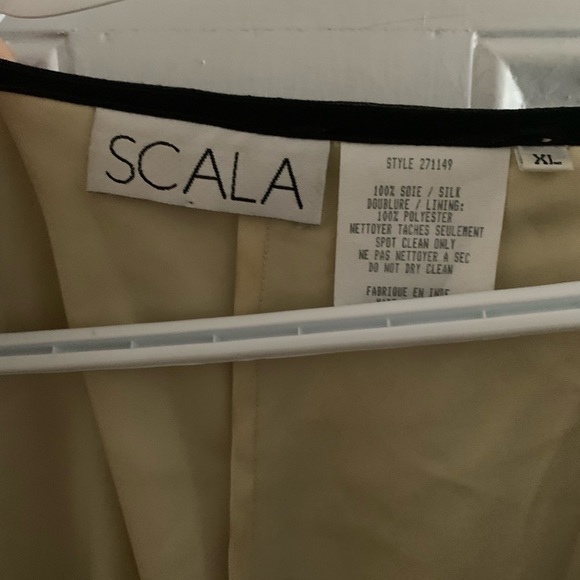 SCALA
STYLE 271149
100% SOIE / SILK
DOUBLURE / LINING:
100% POLYESTER
NETTOYER TACHES SEULEMENT
SPOT CLEAN ONLY
NE PAS NETTOYER A SEC
DO NOT DRY CLEAN
FABRIQUE EN INDE
XL